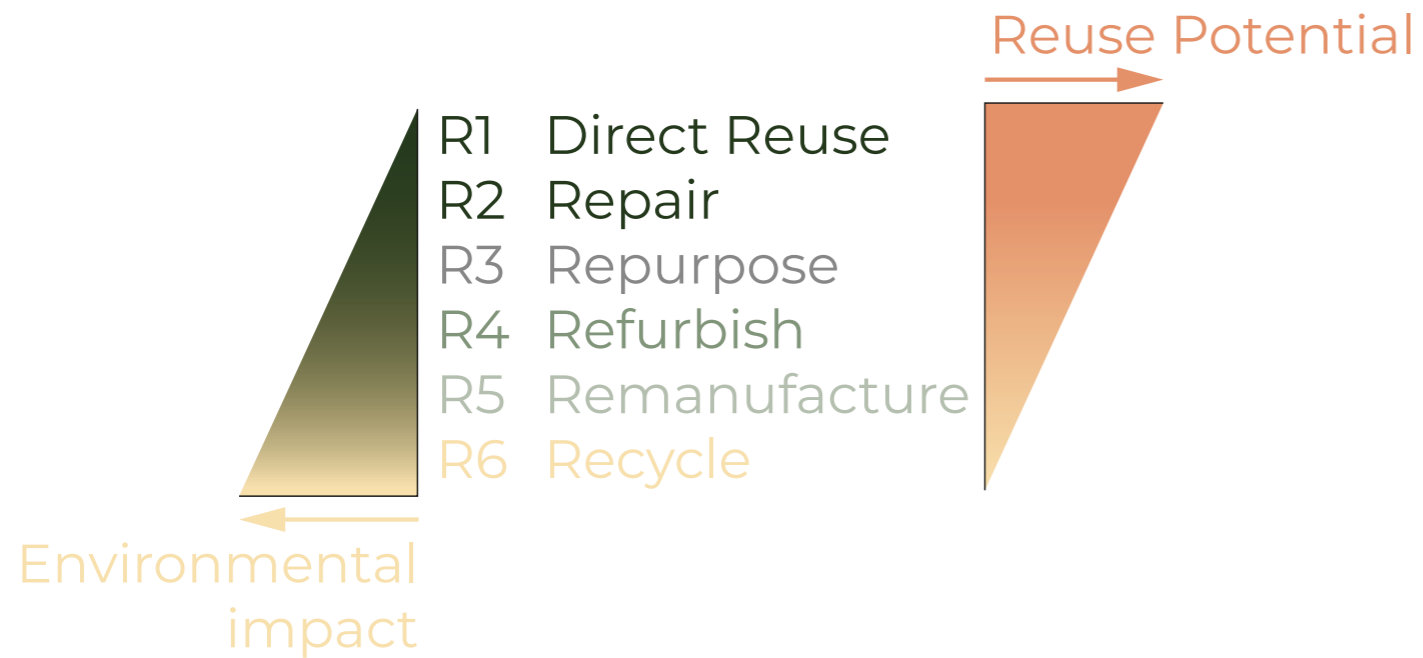 Reuse Potential
R1 Direct Reuse
R2 Repair
R3 Repurpose
R4 Refurbish
R5 Remanufacture
R6 Recycle
Environmental
impact